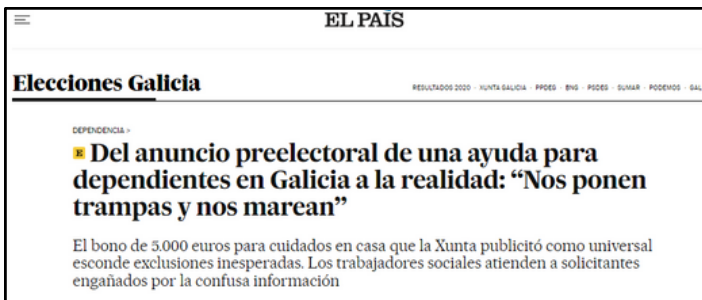 EL PAÍS
Elecciones Galicia
RESULTADOS 2020 · XUNTA GALICIA · PPDEG · BNG · PSDEG · SUMAR · PODEMOS · GAL
DEPENDENCIA >
E Del anuncio preelectoral de una ayuda para
dependientes en Galicia a la realidad: “Nos ponen
trampas y nos marean”
El bono de 5.000 euros para cuidados en casa que la Xunta publicitó como universal
esconde exclusiones inesperadas. Los trabajadores sociales atienden a solicitantes
engañados por la confusa información